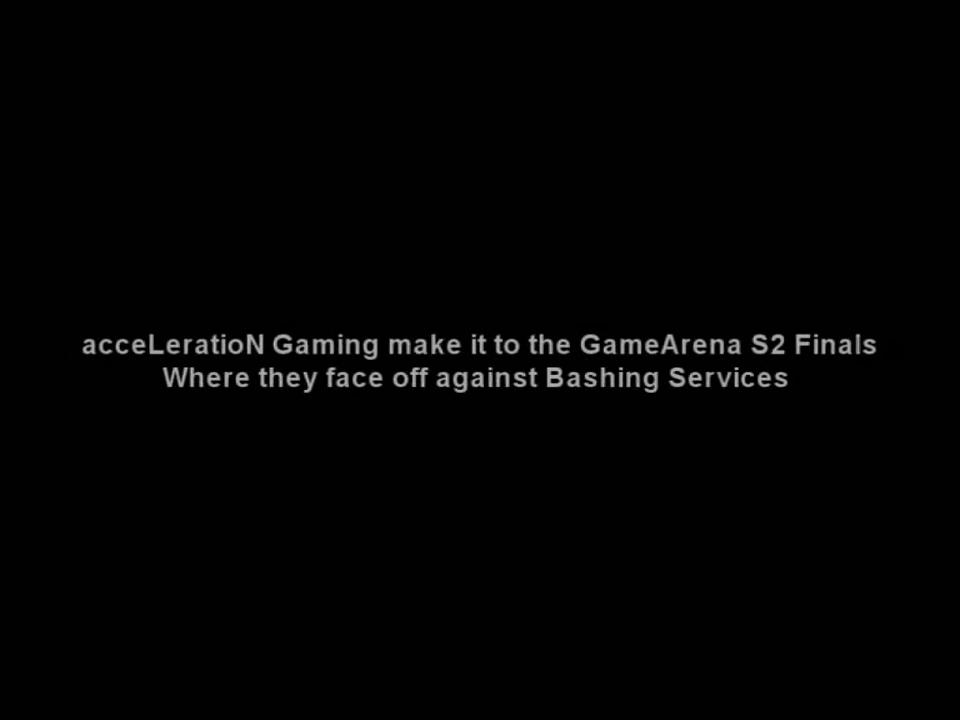 acceLeratioN Gaming make it to the GameArena S2 Finals
Where they face off against Bashing Services